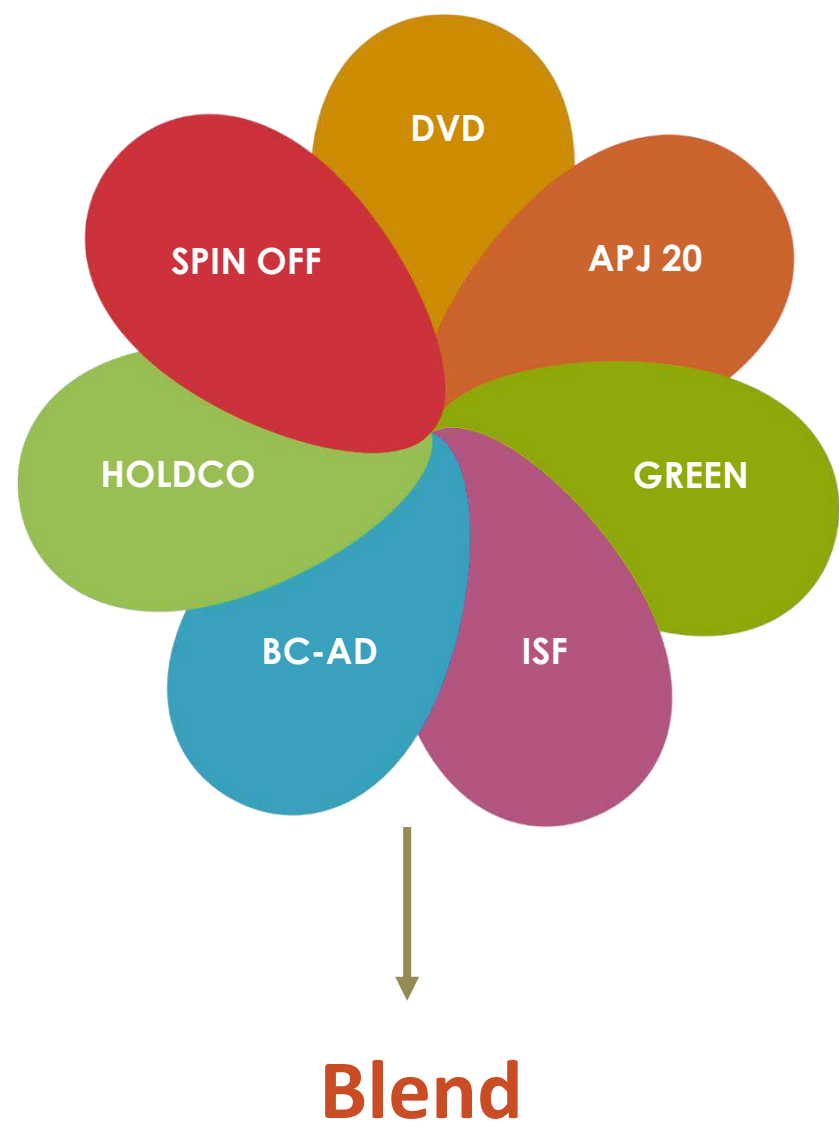 DVD
APJ 20
SPIN OFF
HOLDCO
GREEN
BC-AD
ISF
Blend